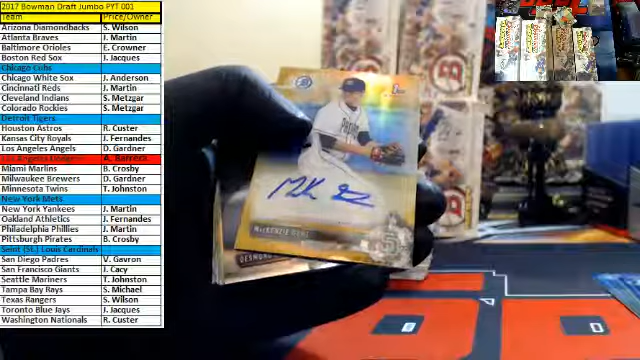 2017 Bowman Draft Jumbo PYT 001
Team Price/Owner
Arizona Diamondbacks S. Wilson
Atlanta Braves J. Martin
Baltimore Orioles E. Crowner
Boston Red Sox J. Jacques
Chicago Cubs
Chicago White Sox J. Anderson
Cincinnati Reds J. Martin
Cleveland Indians S. Metzgar
Colorado Rockies S. Metzgar
Detroit Tigers
Houston Astros R. Custer
Kansas City Royals J. Fernandes
Los Angeles Angels D. Gardner
Los Angeles Dodgers A. Barrera
Miami Marlins B. Crosby
Milwaukee Brewers D. Gardner
Minnesota Twins T. Johnston
New York Mets
New York Yankees J. Martin
Oakland Athletics J. Fernandes
Philadelphia Phillies J. Martin
Pittsburgh Pirates B. Crosby
Saint (St.) Louis Cardinals
San Diego Padres V. Gavron
San Francisco Giants J. Cacy
Seattle Mariners T. Johnston
Tampa Bay Rays S. Michael
Texas Rangers S. Wilson
Toronto Blue Jays J. Jacques
Washington Nationals R. Custer
PADRES
MACKENZIE GORE